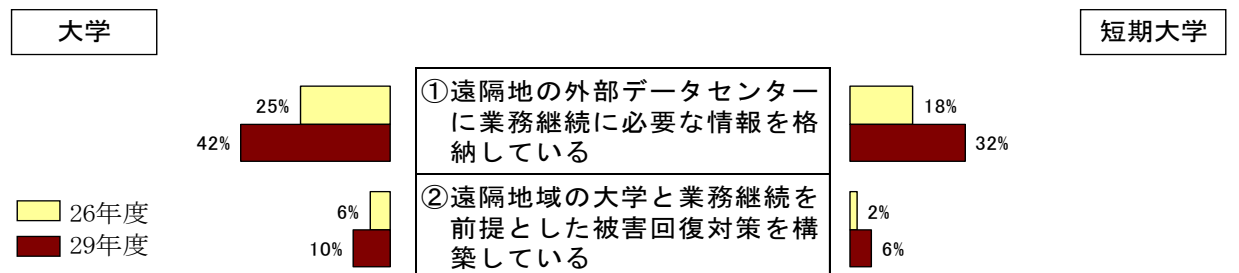 大学
短期大学
25%
42%
①遠隔地の外部データセンター
に業務継続に必要な情報を格
納している
18%
32%
26年度
29年度
6%
10%
②遠隔地域の大学と業務継続を
前提とした被害回復対策を構
築している
2%
6%